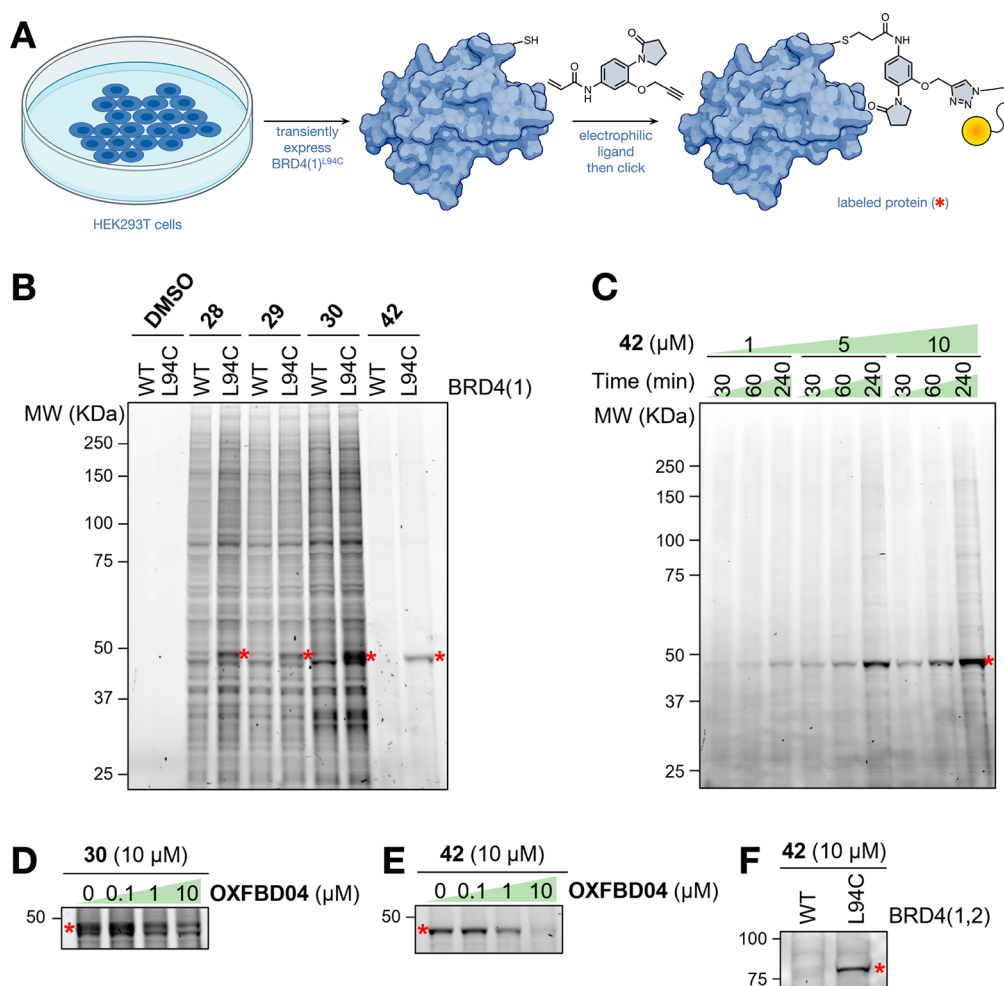 A
SH
O
N
O
N
H
O
transiently
express
BRD4(1)L94C
electrophilic
ligand
then click
HEK293T cells
S
O
NH
O
N
O
N
N=N
labeled protein (*)
B
DMSO
28
29
30
42
WT
L94C
WT
L94C
WT
L94C
WT
L94C
WT
L94C
BRD4(1)
MW (KDa)
250
150
100
75
50
37
25
*
*
*
*
C
42 (µM)
1
5
10
Time (min)
30
60
240
30
60
240
30
60
240
MW (KDa)
250
150
100
75
50
37
25
*
D
30 (10 µM)
0 0.1 1 10 OXFBD04 (µM)
50
*
E
42 (10 µM)
0 0.1 1 10 OXFBD04 (µM)
50
*
F
42 (10 µM)
WT
L94C
BRD4(1,2)
100
75
*